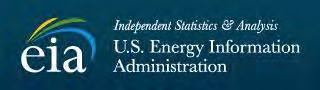 eia
Independent Statistics & Analysis
U.S. Energy Information
Administration